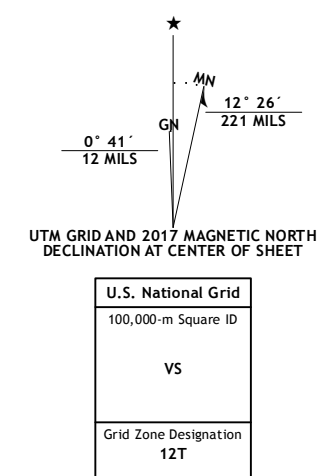 ★
MN
12° 26´
221 MILS
GN
0° 41´
12 MILS
UTM GRID AND 2017 MAGNETIC NORTH
DECLINATION AT CENTER OF SHEET
U.S. National Grid
100,000-m Square ID
VS
Grid Zone Designation
12T